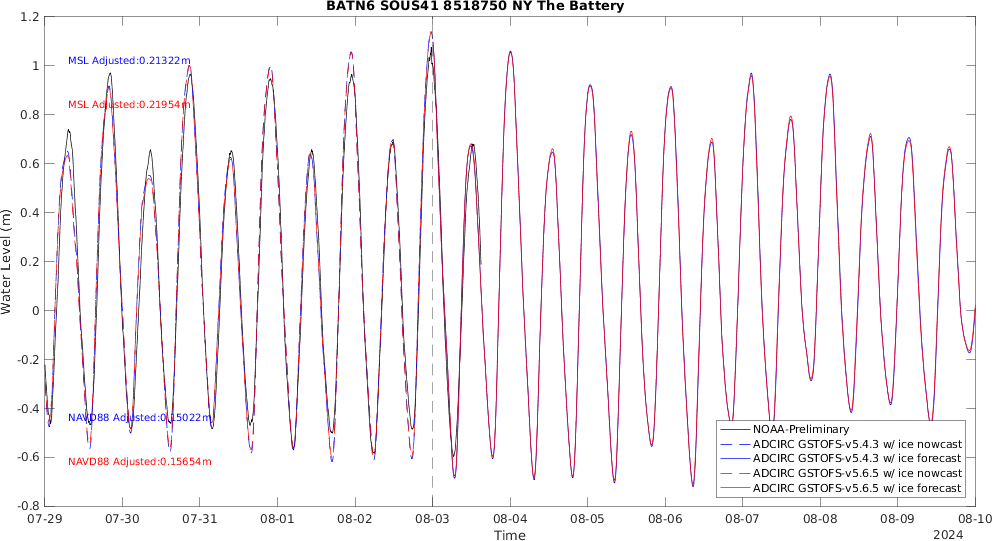 BATN6 SOUS41 8518750 NY The Battery
1.2
1
0.8
0.6
0.4
0.2
0
-0.2
-0.4
-0.6
-0.8
Water Level (m)
MSL Adjusted:0.21322m
MSL Adjusted:0.21954m
NAVD88 Adjusted:0.15022m
NAVD88 Adjusted:0.15654m
NOAA-Preliminary
ADCIRC GSTOFS-v5.4.3 w/ ice nowcast
ADCIRC GSTOFS-v5.4.3 w/ ice forecast
ADCIRC GSTOFS-v5.6.5 w/ ice nowcast
ADCIRC GSTOFS-v5.6.5 w/ ice forecast
07-29 07-30 07-31 08-01 08-02 08-03 08-04 08-05 08-06 08-07 08-08 08-09 08-10
Time
2024